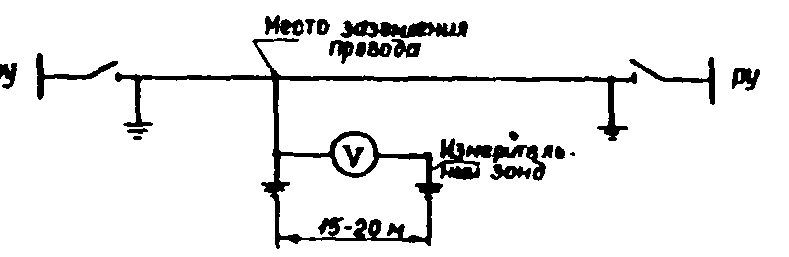 Место заземления
провода
РУ
РУ
V
Измеритель-
ный зонд
15-20 м